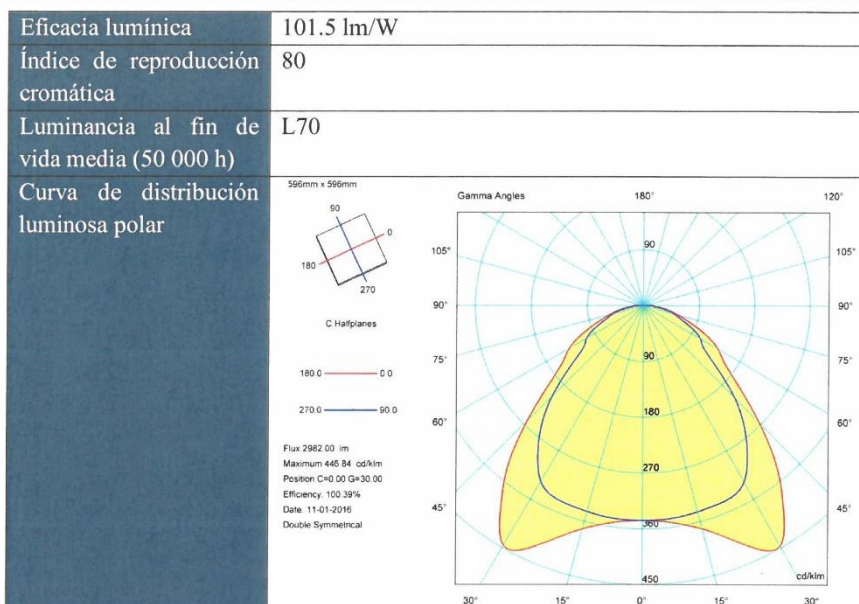 Eficacia lumínica
101.5 lm/W
Índice de reproducción
cromática
80
Luminancia al fin de
vida media (50 000 h)
L70
Curva de distribución
luminosa polar
596mm x 596mm
90
0
180
270
C Halfplanes
180.0 0.0
270.0 90.0
Flux 2982.00 lm
Maximum 446.84 cd/klm
Position C=0.00 G=30.00
Efficiency: 100.39%
Date: 11-01-2016
Double Symmetrical
Gamma Angles
180°
120°
105°
90
105°
90°
90°
75°
90
75°
60°
180
60°
270
45°
45°
360
cd/klm
450
30°
15°
0°
15°
30°